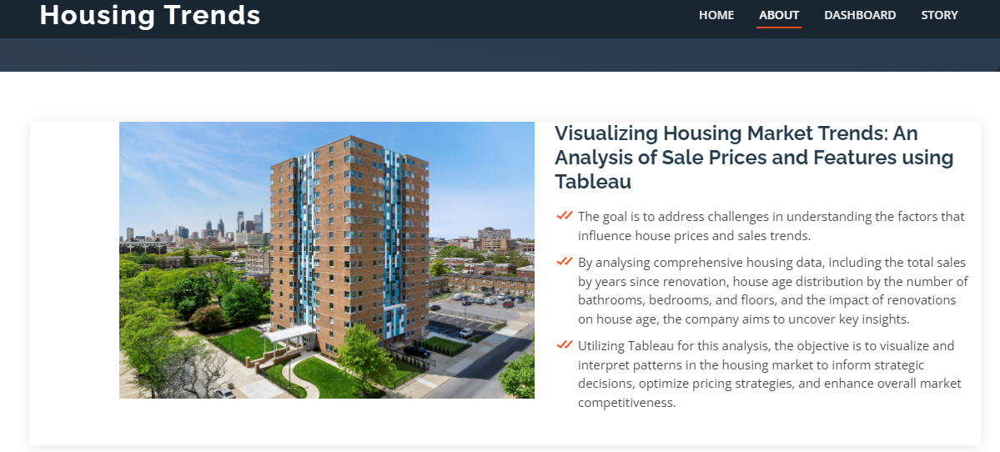 Housing Trends
HOME ABOUT DASHBOARD STORY
Visualizing Housing Market Trends: An
Analysis of Sale Prices and Features using
Tableau
The goal is to address challenges in understanding the factors that
influence house prices and sales trends.
By analysing comprehensive housing data, including the total sales
by years since renovation, house age distribution by the number of
bathrooms, bedrooms, and floors, and the impact of renovations
on house age, the company aims to uncover key insights.
Utilizing Tableau for this analysis, the objective is to visualize and
interpret patterns in the housing market to inform strategic
decisions, optimize pricing strategies, and enhance overall market
competitiveness.